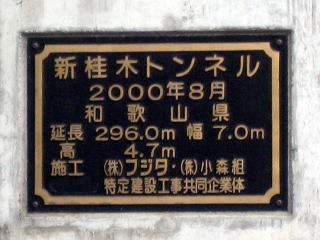 新桂木トンネル
2000年8月
和歌山県
延長 296.0m 幅 7.0m
高 4.7m
施工 (株)フジタ・(株)小森組
特定建設工事共同企業体